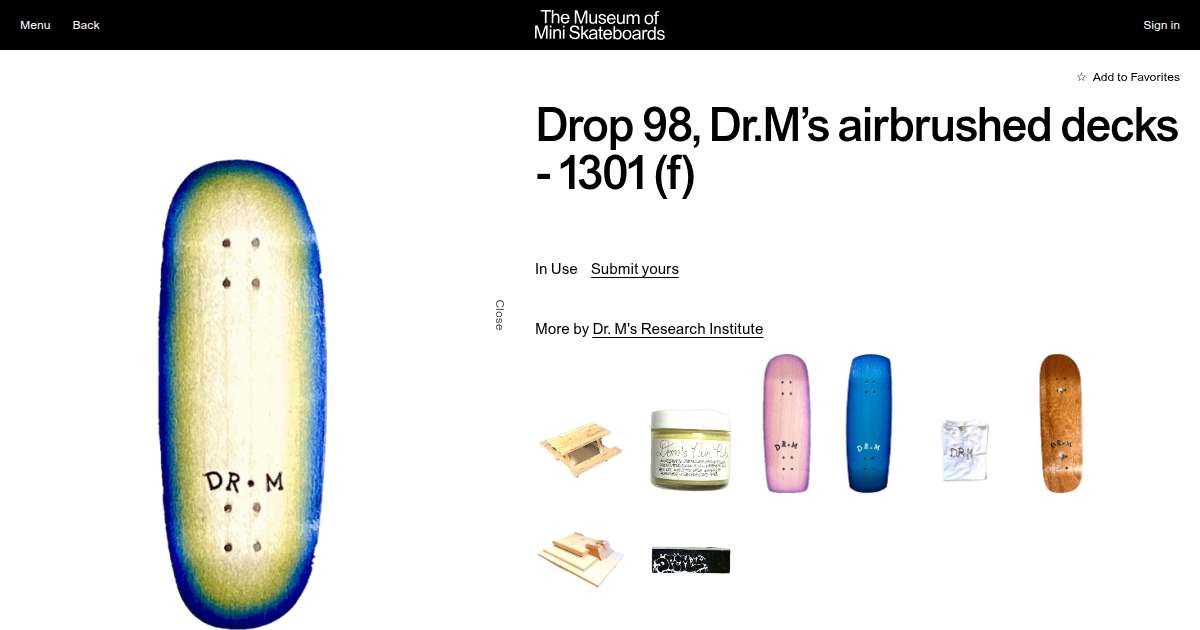 Menu
Back
The Museum of
Mini Skateboards
Sign in
☆ Add to Favorites
Drop 98, Dr.M’s airbrushed decks
- 1301 (f)
DR•M
Close
In Use
Submit yours
More by Dr. M's Research Institute
DR•M
DR•M
DR•M
DR•M